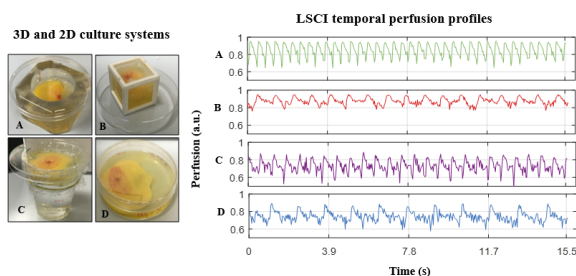 LSCI temporal perfusion profiles
3D and 2D culture systems
A
B
C
D
Perfusion (a.u.)
A
1
0.8
0.6
B
1
0.8
0.6
C
1
0.8
0.6
D
1
0.8
0.6
0
3.9
7.8
11.7
15.5
Time (s)